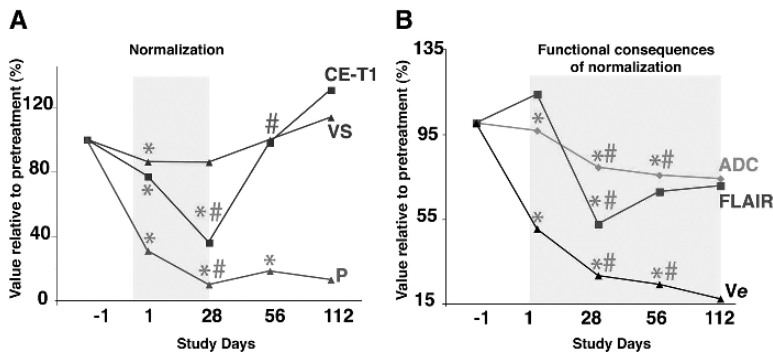 A
Normalization
Value relative to pretreatment (%)
120
80
40
0
CE-T1
VS
P
*
*
*
*#
*#
#
*
-1 1 28 56 112
Study Days
B
Functional consequences
of normalization
Value relative to pretreatment (%)
135
95
55
15
ADC
FLAIR
Ve
*
*#
*#
*#
*
*#
*#
-1 1 28 56 112
Study Days